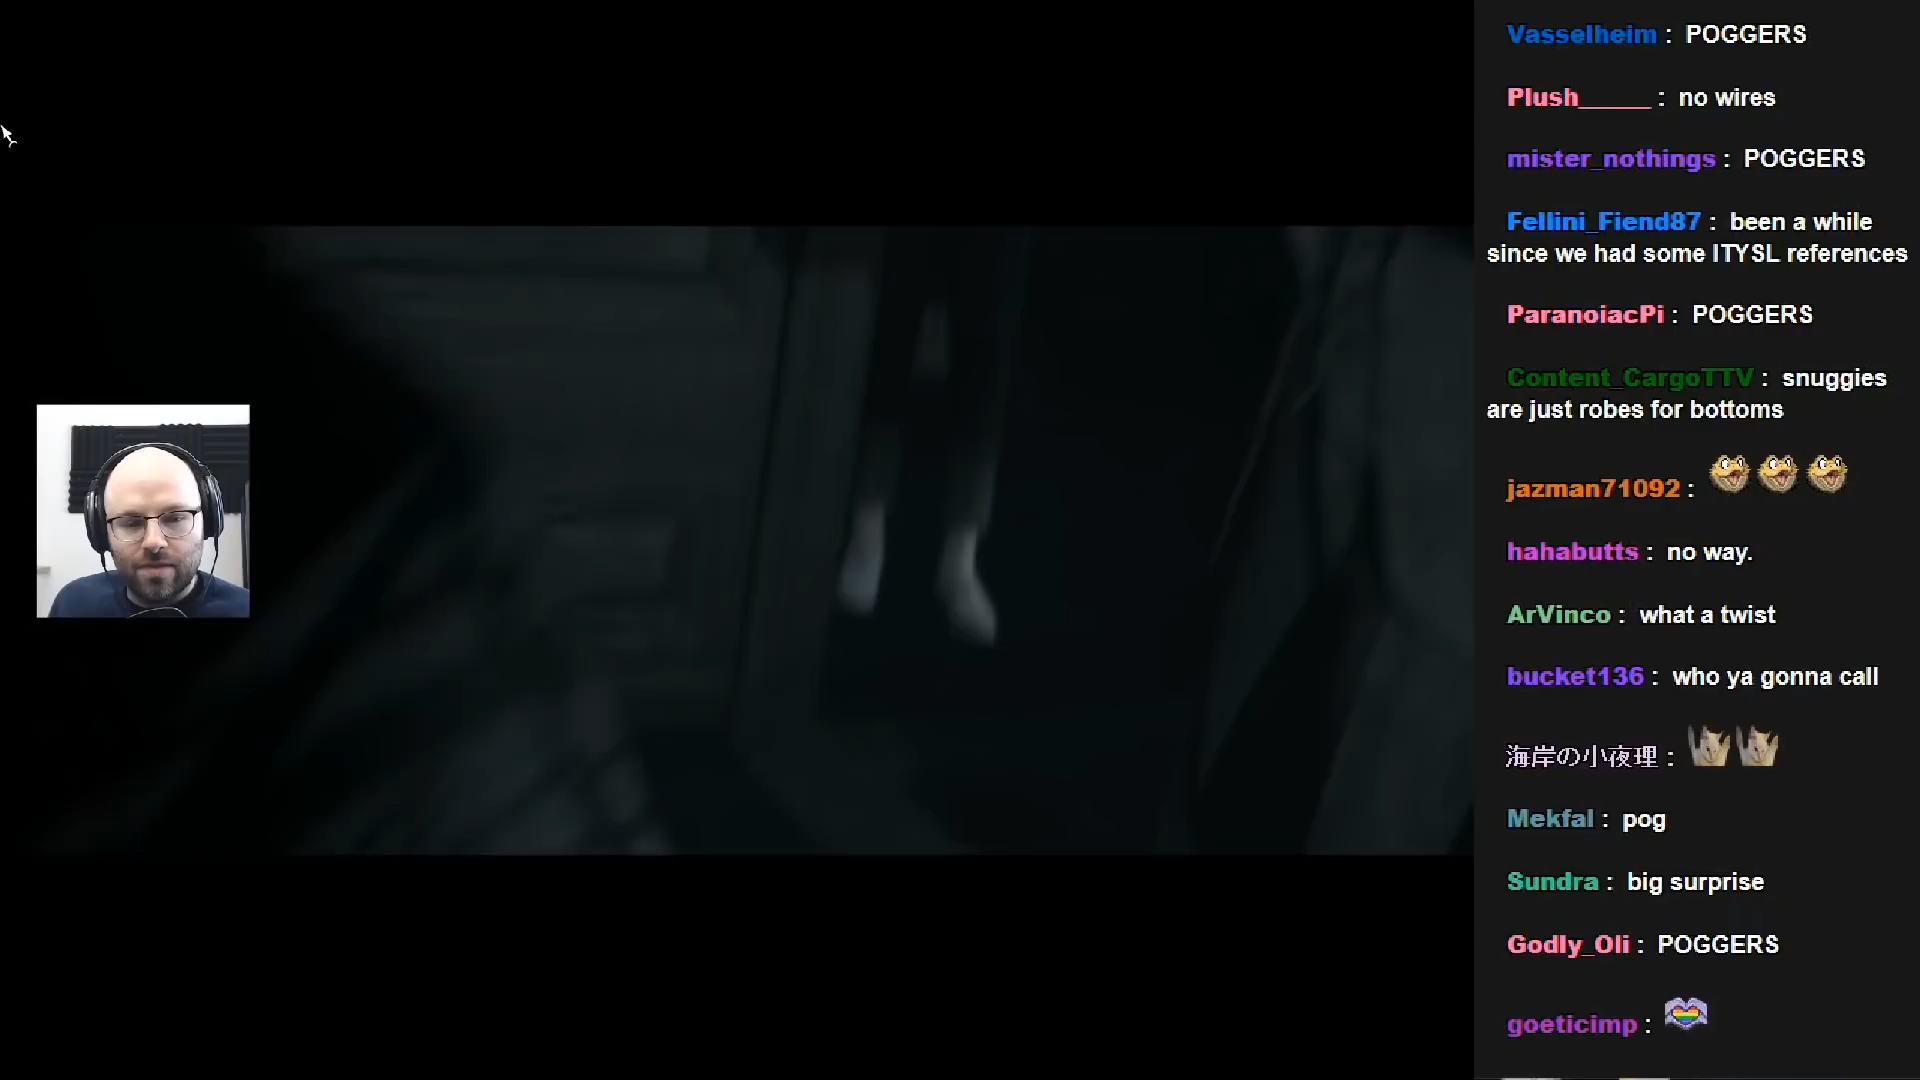 Vasselheim : POGGERS
Plush_____ : no wires
mister_nothings : POGGERS
Fellini_Fiend87 : been a while
since we had some ITYSL references
ParanoiacPi : POGGERS
Content_CargoTTV : snuggies
are just robes for bottoms
jazman71092 :
hahabutts : no way.
ArVinco : what a twist
bucket136 : who ya gonna call
海岸の小夜理 :
Mekfal : pog
Sundra : big surprise
Godly_Oli : POGGERS
goeticimp :